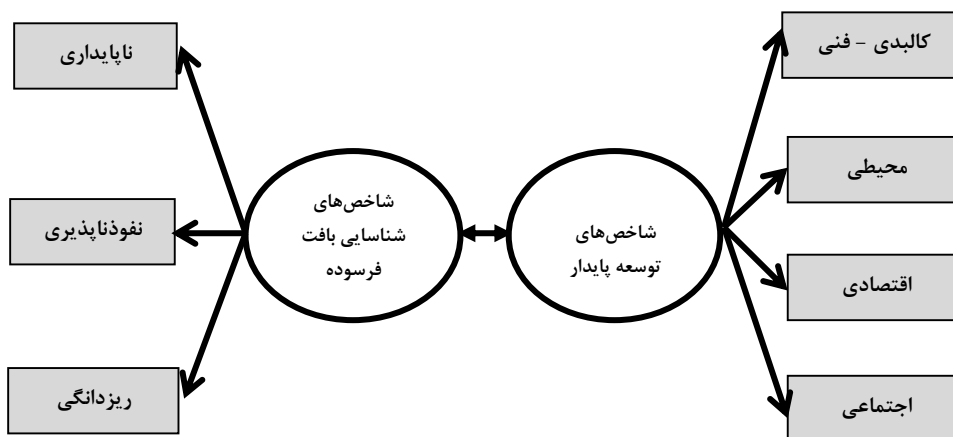 کالبدی - فنی
محیطی
اقتصادی
اجتماعی
شاخص‌های
توسعه پایدار
شاخص‌های
شناسایی بافت
فرسوده
ناپایداری
نفوذناپذیری
ریزدانگی